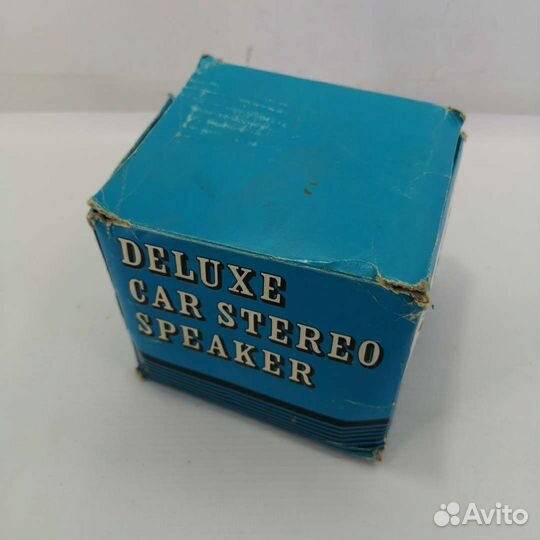 DELUXE
CAR STEREO
SPEAKER
Avito